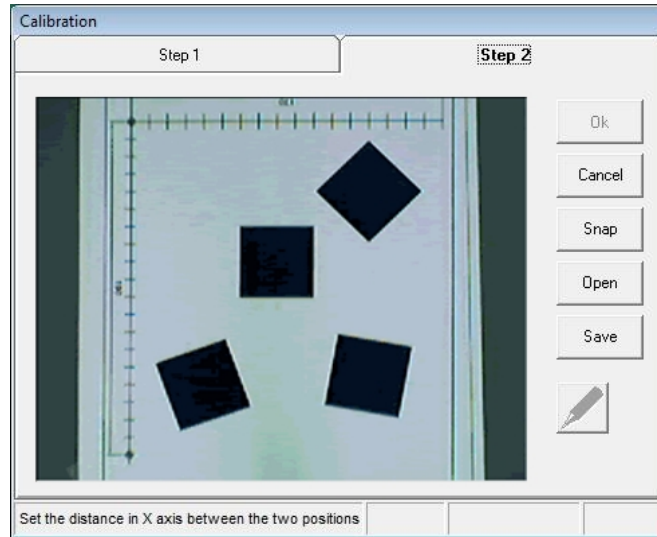 Calibration
Step 1
Step 2
Ok
Cancel
Snap
Open
Save
Set the distance in X axis between the two positions